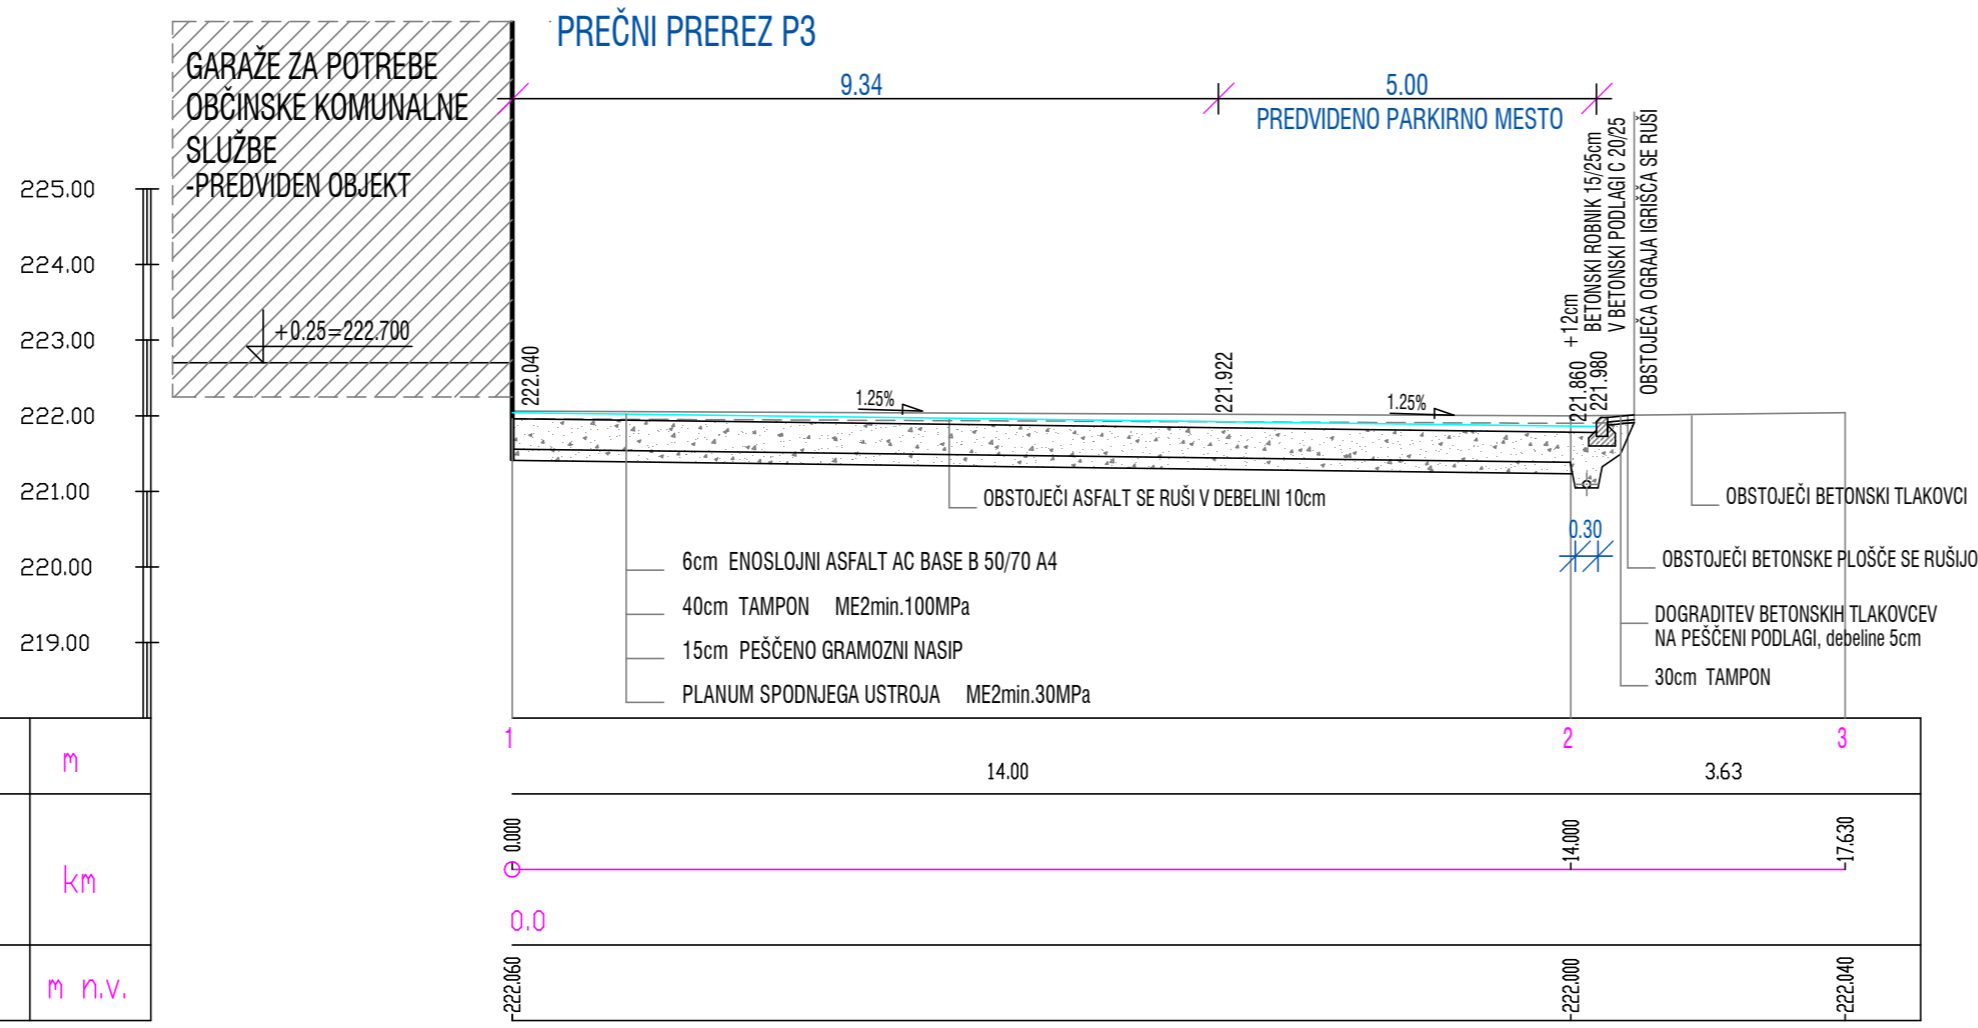 PREČNI PREREZ P3
GARAŽE ZA POTREBE
OBČINSKE KOMUNALNE
SLUŽBE
-PREDVIDEN OBJEKT
+0.25=222.700
9.34
5.00
PREDVIDENO PARKIRNO MESTO
225.00
224.00
223.00
222.00
221.00
220.00
219.00
222.040
1.25%
221.922
1.25%
221.860 +12cm
221.980
BETONSKI ROBNIK 15/25cm
V BETONSKI PODLAGI C 20/25
OBSTOJEČA OGRAJA IGRIŠČA SE RUŠI
OBSTOJEČI ASFALT SE RUŠI V DEBELINI 10cm
6cm ENOSLOJNI ASFALT AC BASE B 50/70 A4
40cm TAMPON ME2min.100MPa
15cm PEŠČENO GRAMOZNI NASIP
PLANUM SPODNJEGA USTROJA ME2min.30MPa
0.30
OBSTOJEČI BETONSKI TLAKOVCI
OBSTOJEČI BETONSKE PLOŠČE SE RUŠIJO
DOGRADITEV BETONSKIH TLAKOVCEV
NA PEŠČENI PODLAGI, debeline 5cm
30cm TAMPON
m
1
2
3
14.00
3.63
km
0.000
14.000
17.630
0.0
m n.v.
222.060
222.000
222.040